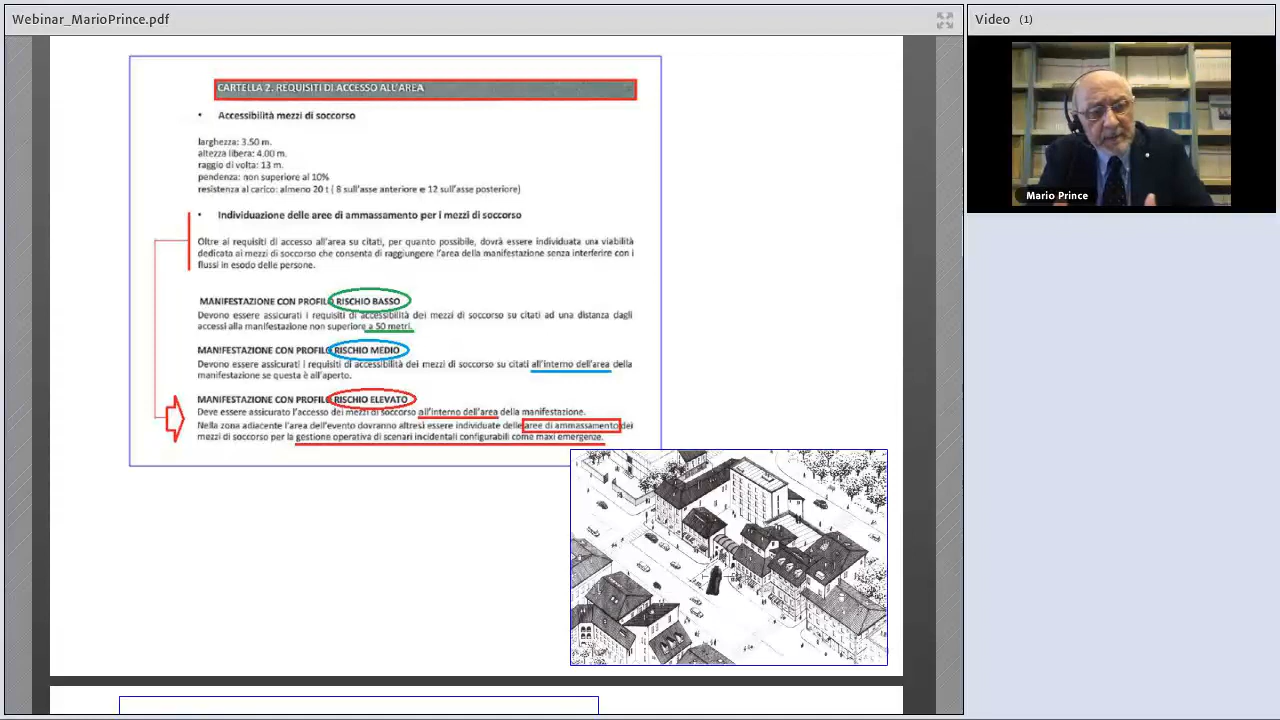 Webinar_MarioPrince.pdf
Video (1)
CARTELLA 2. REQUISITI DI ACCESSO ALL'AREA
• Accessibilità mezzi di soccorso
larghezza: 3.50 m.
altezza libera: 4.00 m.
raggio di volta: 13 m.
pendenza: non superiore al 10%
resistenza al carico: almeno 20 t ( 8 sull'asse anteriore e 12 sull'asse posteriore)
• Individuazione delle aree di ammassamento per i mezzi di soccorso
Oltre ai requisiti di accesso all'area su citati, per quanto possibile, dovrà essere individuata una viabilità
dedicata ai mezzi di soccorso che consenta di raggiungere l'area della manifestazione senza interferire con i
flussi in esodo delle persone.
MANIFESTAZIONE CON PROFILO RISCHIO BASSO
Devono essere assicurati i requisiti di accessibilità dei mezzi di soccorso su citati ad una distanza dagli
accessi alla manifestazione non superiore a 50 metri.
MANIFESTAZIONE CON PROFILO RISCHIO MEDIO
Devono essere assicurati i requisiti di accessibilità dei mezzi di soccorso su citati all'interno dell'area della
manifestazione se questa è all'aperto.
MANIFESTAZIONE CON PROFILO RISCHIO ELEVATO
Deve essere assicurato l'accesso dei mezzi di soccorso all'interno dell'area della manifestazione.
Nella zona adiacente l'area dell'evento dovranno altresì essere individuate delle aree di ammassamento dei
mezzi di soccorso per la gestione operativa di scenari incidentali configurabili come maxi emergenze.
Mario Prince